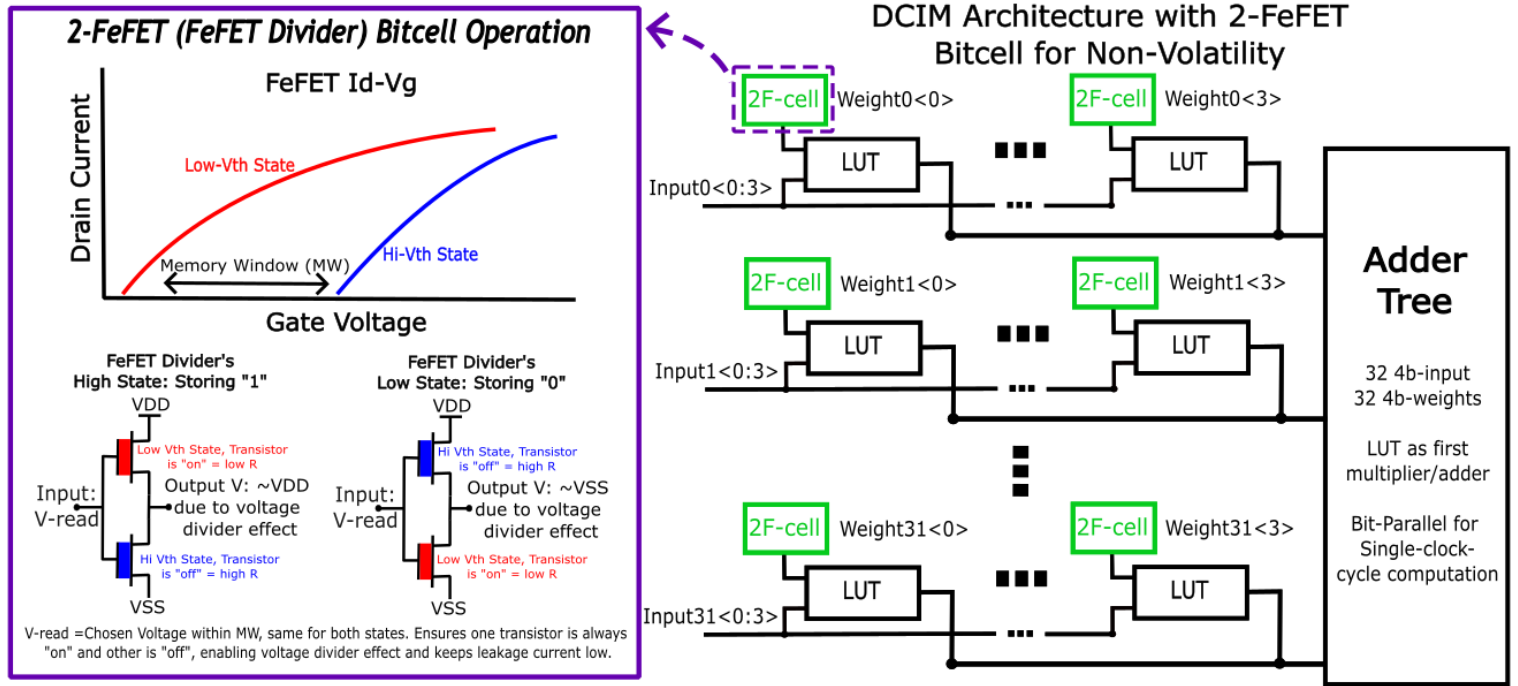 2-FeFET (FeFET Divider) Bitcell Operation
FeFET Id-Vg
Drain Current
Low-Vth State
Hi-Vth State
Memory Window (MW)
Gate Voltage
FeFET Divider's
High State: Storing "1"
VDD
Low Vth State, Transistor
is "on" = low R
Input:
V-read
Output V: ~VDD
due to voltage
divider effect
Hi Vth State, Transistor
is "off" = high R
VSS
FeFET Divider's
Low State: Storing "0"
VDD
Hi Vth State, Transistor
is "off" = high R
Input:
V-read
Output V: ~VSS
due to voltage
divider effect
Low Vth State, Transistor
is "on" = low R
VSS
V-read =Chosen Voltage within MW, same for both states. Ensures one transistor is always
"on" and other is "off", enabling voltage divider effect and keeps leakage current low.
DCIM Architecture with 2-FeFET
Bitcell for Non-Volatility
2F-cell
Weight0<0>
2F-cell
Weight0<3>
LUT
LUT
Input0<0:3>
2F-cell
Weight1<0>
2F-cell
Weight1<3>
LUT
LUT
Input1<0:3>
2F-cell
Weight31<0>
2F-cell
Weight31<3>
LUT
LUT
Input31<0:3>
Adder
Tree
32 4b-input
32 4b-weights
LUT as first
multiplier/adder
Bit-Parallel for
Single-clock-
cycle computation